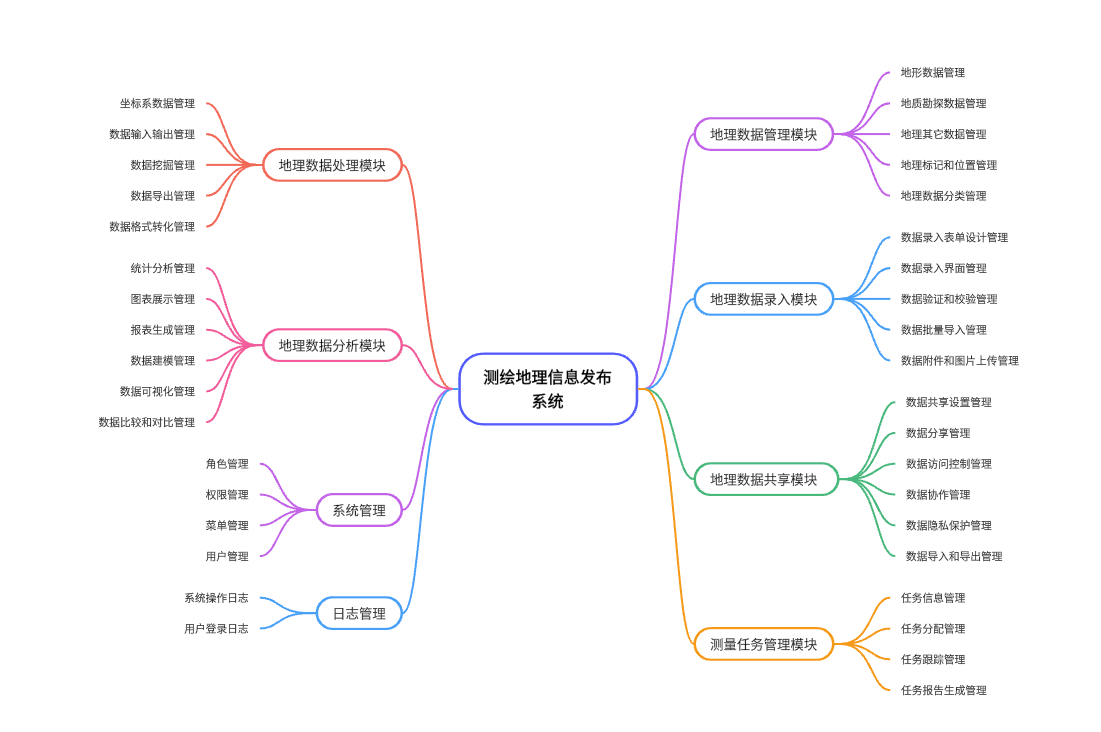 测绘地理信息发布
系统
地理数据管理模块
地形数据管理
地质勘探数据管理
地理其它数据管理
地理标记和位置管理
地理数据分类管理
地理数据录入模块
数据录入表单设计管理
数据录入界面管理
数据验证和校验管理
数据批量导入管理
数据附件和图片上传管理
地理数据共享模块
数据共享设置管理
数据分享管理
数据访问控制管理
数据协作管理
数据隐私保护管理
数据导入和导出管理
测量任务管理模块
任务信息管理
任务分配管理
任务跟踪管理
任务报告生成管理
地理数据处理模块
坐标系数据管理
数据输入输出管理
数据挖掘管理
数据导出管理
数据格式转化管理
地理数据分析模块
统计分析管理
图表展示管理
报表生成管理
数据建模管理
数据可视化管理
数据比较和对比管理
系统管理
角色管理
权限管理
菜单管理
用户管理
日志管理
系统操作日志
用户登录日志